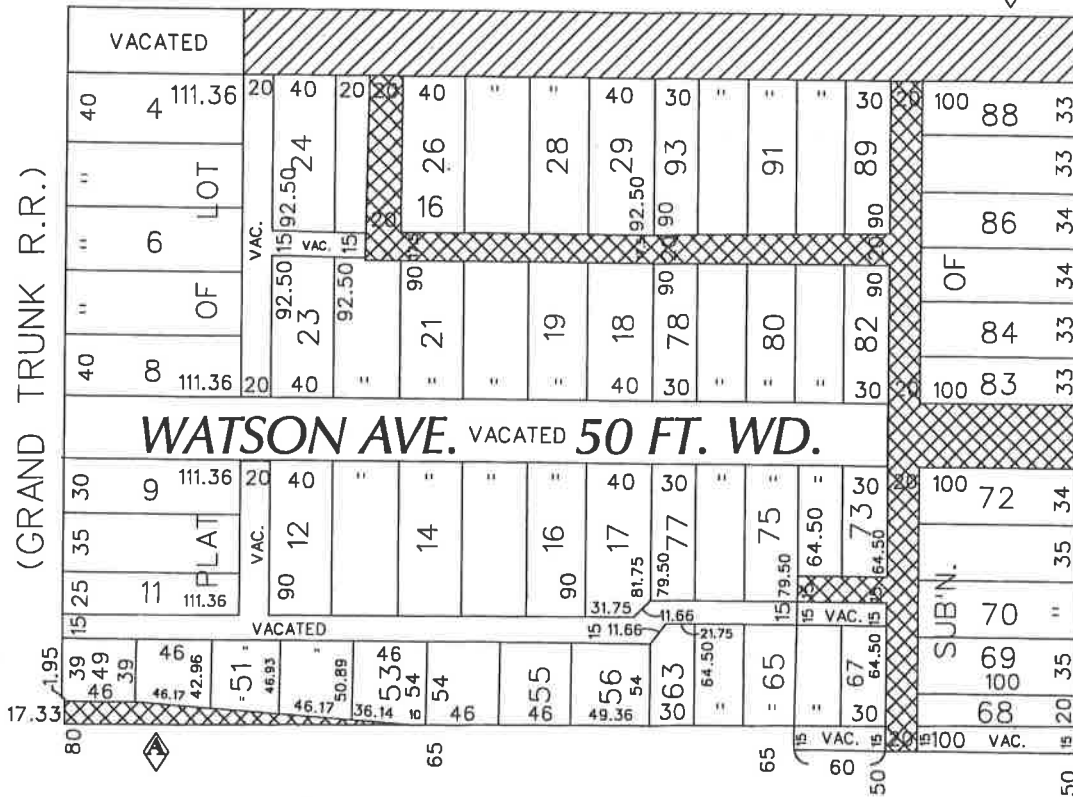 VACATED
(GRAND TRUNK R.R.)
40 4 111.36 20 40 20 20 40 " " 40 30 " " " 30 20 100 88 33
" LOT 92.50 24 16 26 28 92.50 29 90 93 91 90 89 33
" 6 VAC. 15 VAC. 15 20 86 34
" OF 92.50 23 92.50 90 21 19 18 90 78 80 90 82 OF 34
84 33
40 8 111.36 20 40 " " " " 40 30 " " 30 20 100 83 33
WATSON AVE. VACATED 50 FT. WD.
30 9 111.36 20 40 " " " " 40 30 " " " 30 20 100 72 34
35 PLAT VAC. 90 12 14 16 90 17 81.75 79.50 77 75 79.50 64.50 73 64.50 35
25 11 111.36 31.75 11.66 15 15 VAC. 15 70 "
15 VACATED 15 11.66 21.75 SUB'N.
1.95 39 49 39 46 46 " 51 " 46 54 54 55 56 54 63 64.50 65 67 64.50 69 100 35
17.33 46.17 42.96 46.93 46.17 50.89 36.14 53 10 46 46 49.36 30 " " " 30 68 20
80 A 65 65 15 VAC. 15 20 15 100 VAC. 15
60 50 50